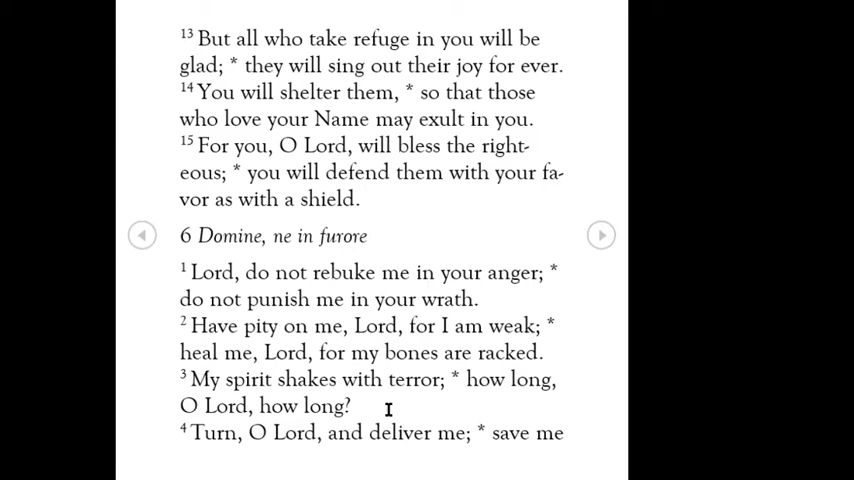 13 But all who take refuge in you will be
glad; * they will sing out their joy for ever.
14 You will shelter them, * so that those
who love your Name may exult in you.
15 For you, O Lord, will bless the right-
eous; * you will defend them with your fa-
vor as with a shield.
6 Domine, ne in furore
1 Lord, do not rebuke me in your anger; *
do not punish me in your wrath.
2 Have pity on me, Lord, for I am weak; *
heal me, Lord, for my bones are racked.
3 My spirit shakes with terror; * how long,
O Lord, how long?
4 Turn, O Lord, and deliver me; * save me